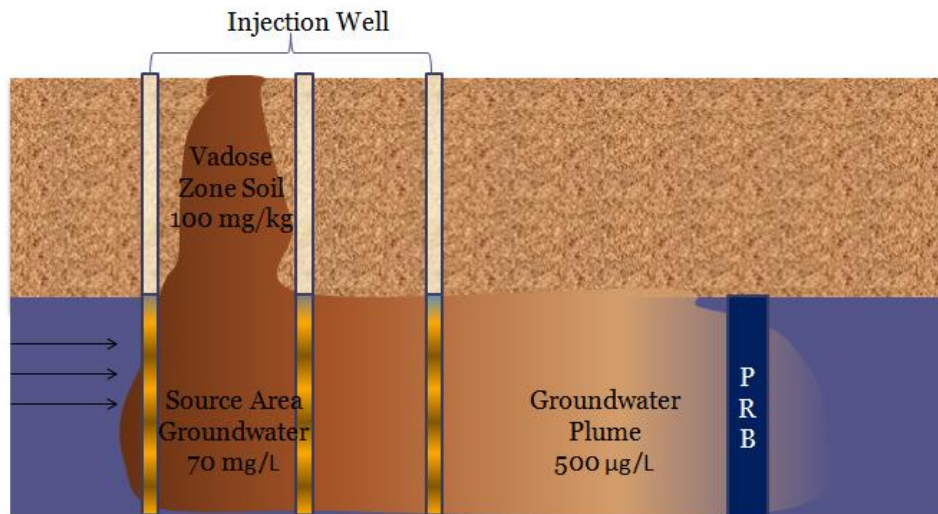 Injection Well
Vadose
Zone Soil
100 mg/kg
Source Area
Groundwater
70 mg/L
Groundwater
Plume
500 µg/L
P
R
B